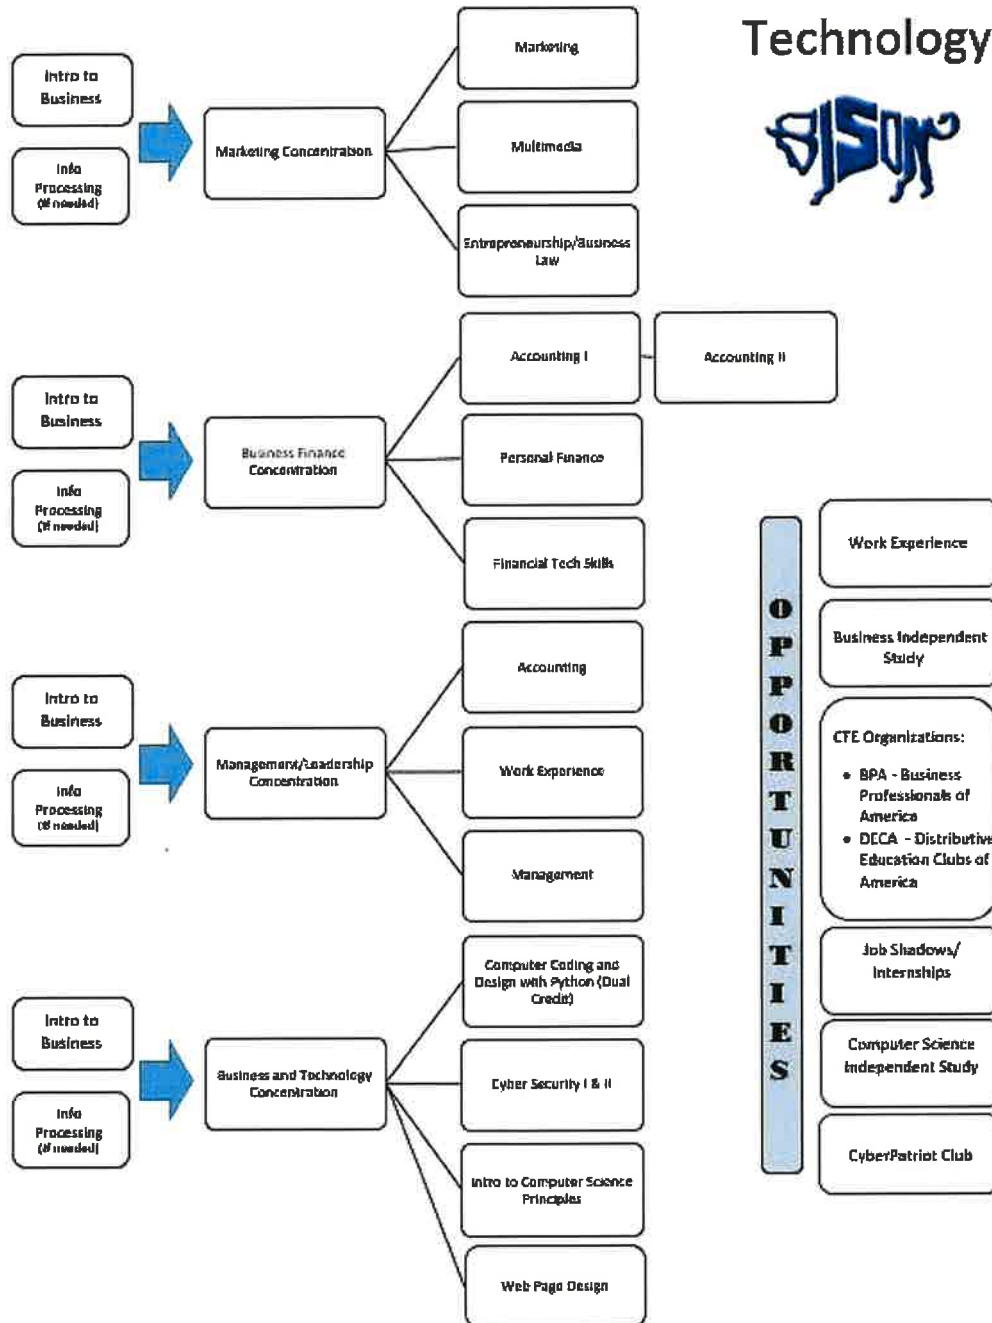 Technology
BISON
Intro to
Business
Info
Processing
(if needed)
Marketing Concentration
Marketing
Multimedia
Entrepreneurship/Business
Law
Intro to
Business
Info
Processing
(if needed)
Business Finance
Concentration
Accounting I
Accounting II
Personal Finance
Financial Tech Skills
Intro to
Business
Info
Processing
(if needed)
Management/Leadership
Concentration
Accounting
Work Experience
Management
Intro to
Business
Info
Processing
(if needed)
Business and Technology
Concentration
Computer Coding and
Design with Python (Dual
Credit)
Cyber Security I & II
Intro to Computer Science
Principles
Web Page Design
OPPORTUNITIES
Work Experience
Business Independent
Study
CTE Organizations:
• BPA - Business
Professionals of
America
• DECA - Distributive
Education Clubs of
America
Job Shadows/
Internships
Computer Science
Independent Study
CyberPatriot Club